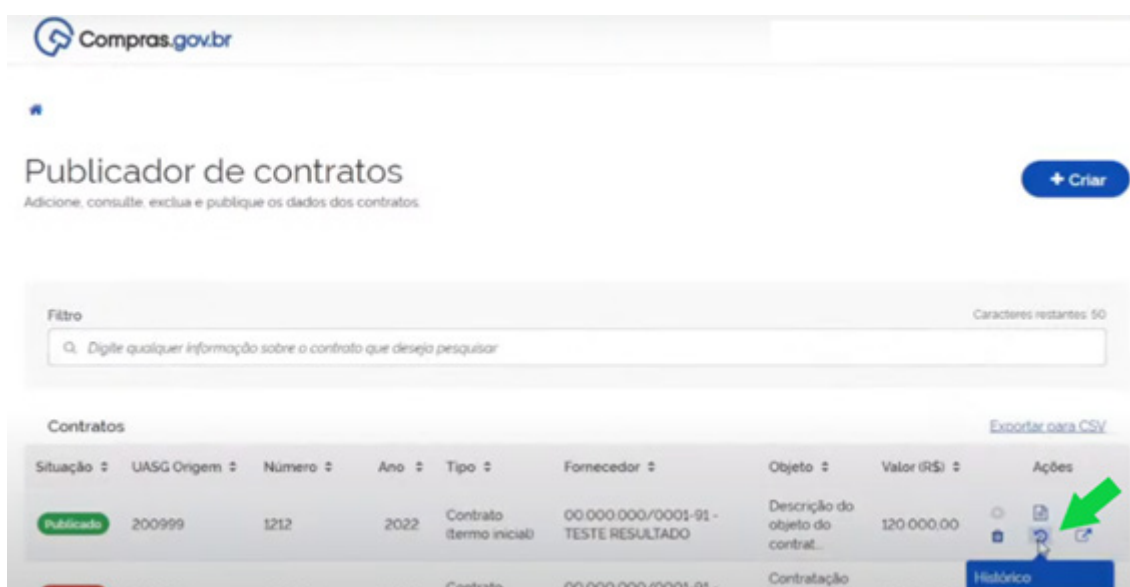 Compras.gov.br
Publicador de contratos
+ Criar
Adicione, consulte, exclua e publique os dados dos contratos.
Filtro
Caracteres restantes: 50
Digite qualquer informação sobre o contrato que deseja pesquisar
Contratos
Exportar para CSV
Situação UASG Origem Número Ano Tipo Fornecedor Objeto Valor (R$) Ações
Publicado 200999 1212 2022 Contrato (termo inicial) 00.000.000/0001-91 - TESTE RESULTADO Descrição do objeto do contrat... 120.000,00
Histórico
Contrato 00.000.000/0001-91 - Contratação